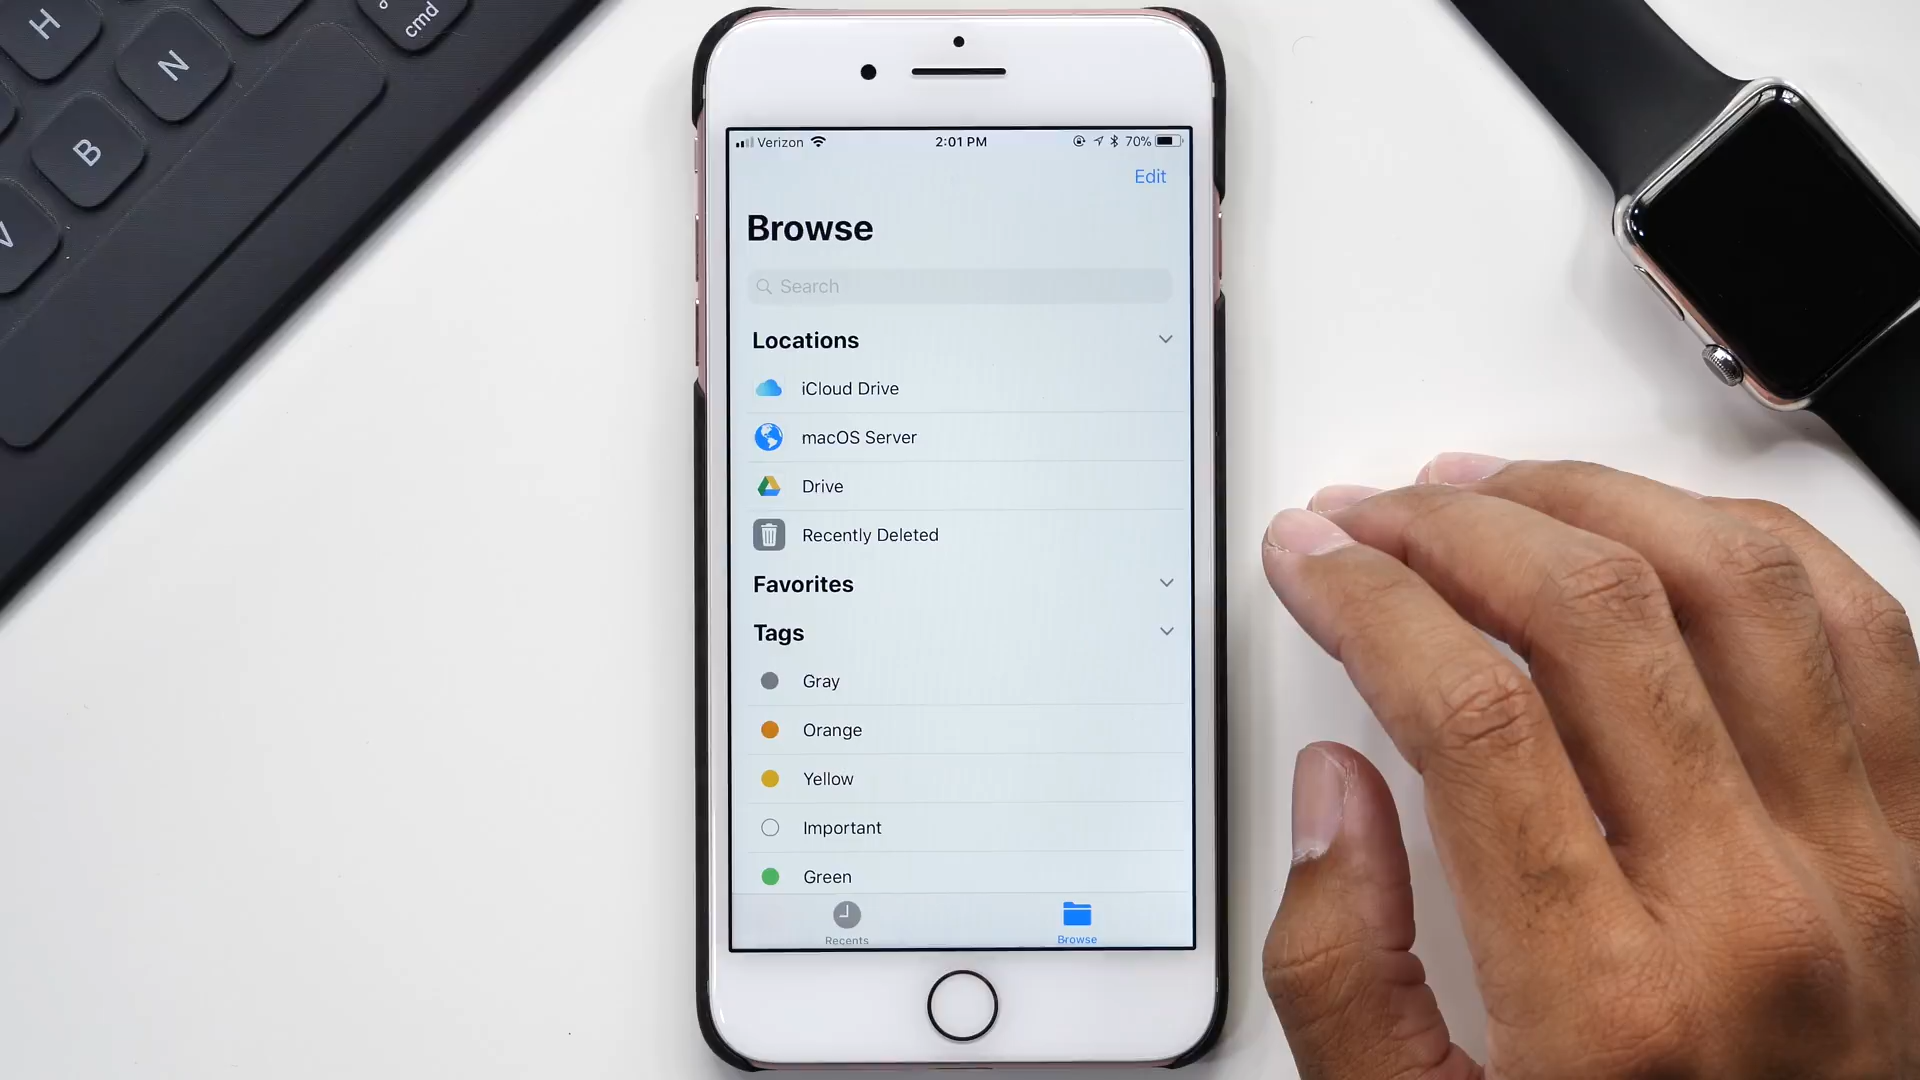 H
N
B
V
cmd
Verizon 2:01 PM 70%
Edit
Browse
Search
Locations
iCloud Drive
macOS Server
Drive
Recently Deleted
Favorites
Tags
Gray
Orange
Yellow
Important
Green
Recents Browse